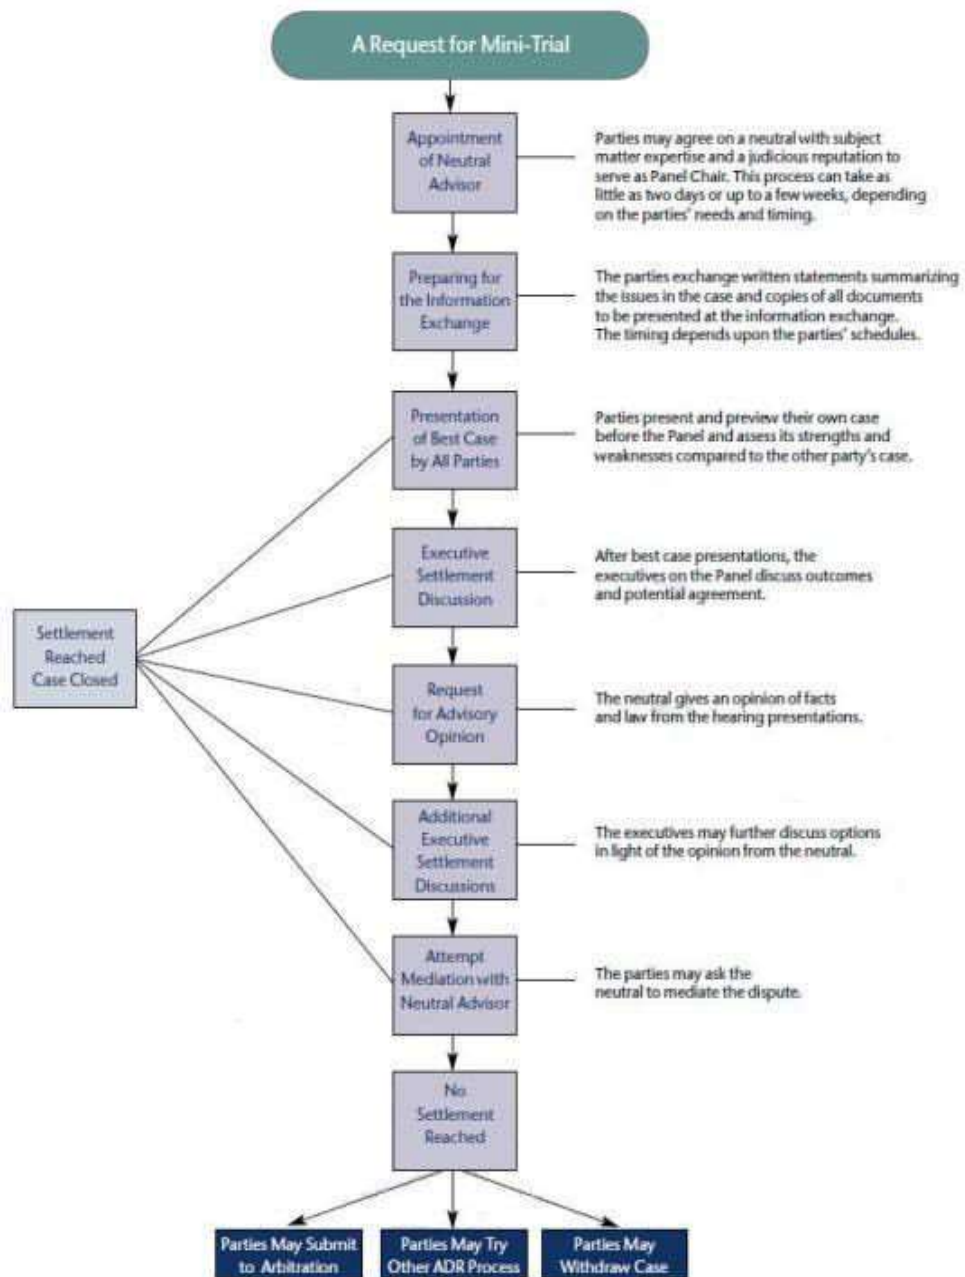 A Request for Mini-Trial
Appointment
of Neutral
Advisor
Parties may agree on a neutral with subject
matter expertise and a judicious reputation to
serve as Panel Chair. This process can take as
little as two days or up to a few weeks, depending
on the parties' needs and timing.
Preparing for
the Information
Exchange
The parties exchange written statements summarizing
the issues in the case and copies of all documents
to be presented at the information exchange.
The timing depends upon the parties' schedules.
Presentation
of Best Case
by All Parties
Parties present and preview their own case
before the Panel and assess its strengths and
weaknesses compared to the other party's case.
Executive
Settlement
Discussion
After best case presentations, the
executives on the Panel discuss outcomes
and potential agreement.
Settlement
Reached
Case Closed
Request
for Advisory
Opinion
The neutral gives an opinion of facts
and law from the hearing presentations.
Additional
Executive
Settlement
Discussions
The executives may further discuss options
in light of the opinion from the neutral.
Attempt
Mediation with
Neutral Advisor
The parties may ask the
neutral to mediate the dispute.
No
Settlement
Reached
Parties May Submit
to Arbitration
Parties May Try
Other ADR Process
Parties May
Withdraw Case